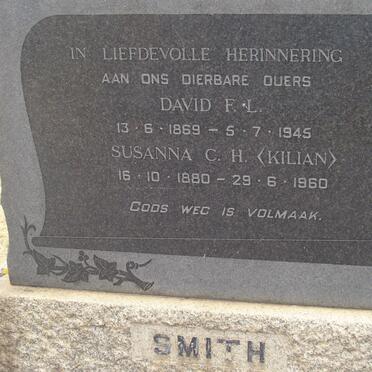 IN LIEFDEVOLLE HERINNERING
AAN ONS DIERBARE OUERS
DAVID F. L.
13 · 6 · 1869 – 5 · 7 · 1945
SUSANNA C. H. (KILIAN)
16 · 10 · 1880 – 29 · 6 · 1960
GODS WEG IS VOLMAAK.
SMITH